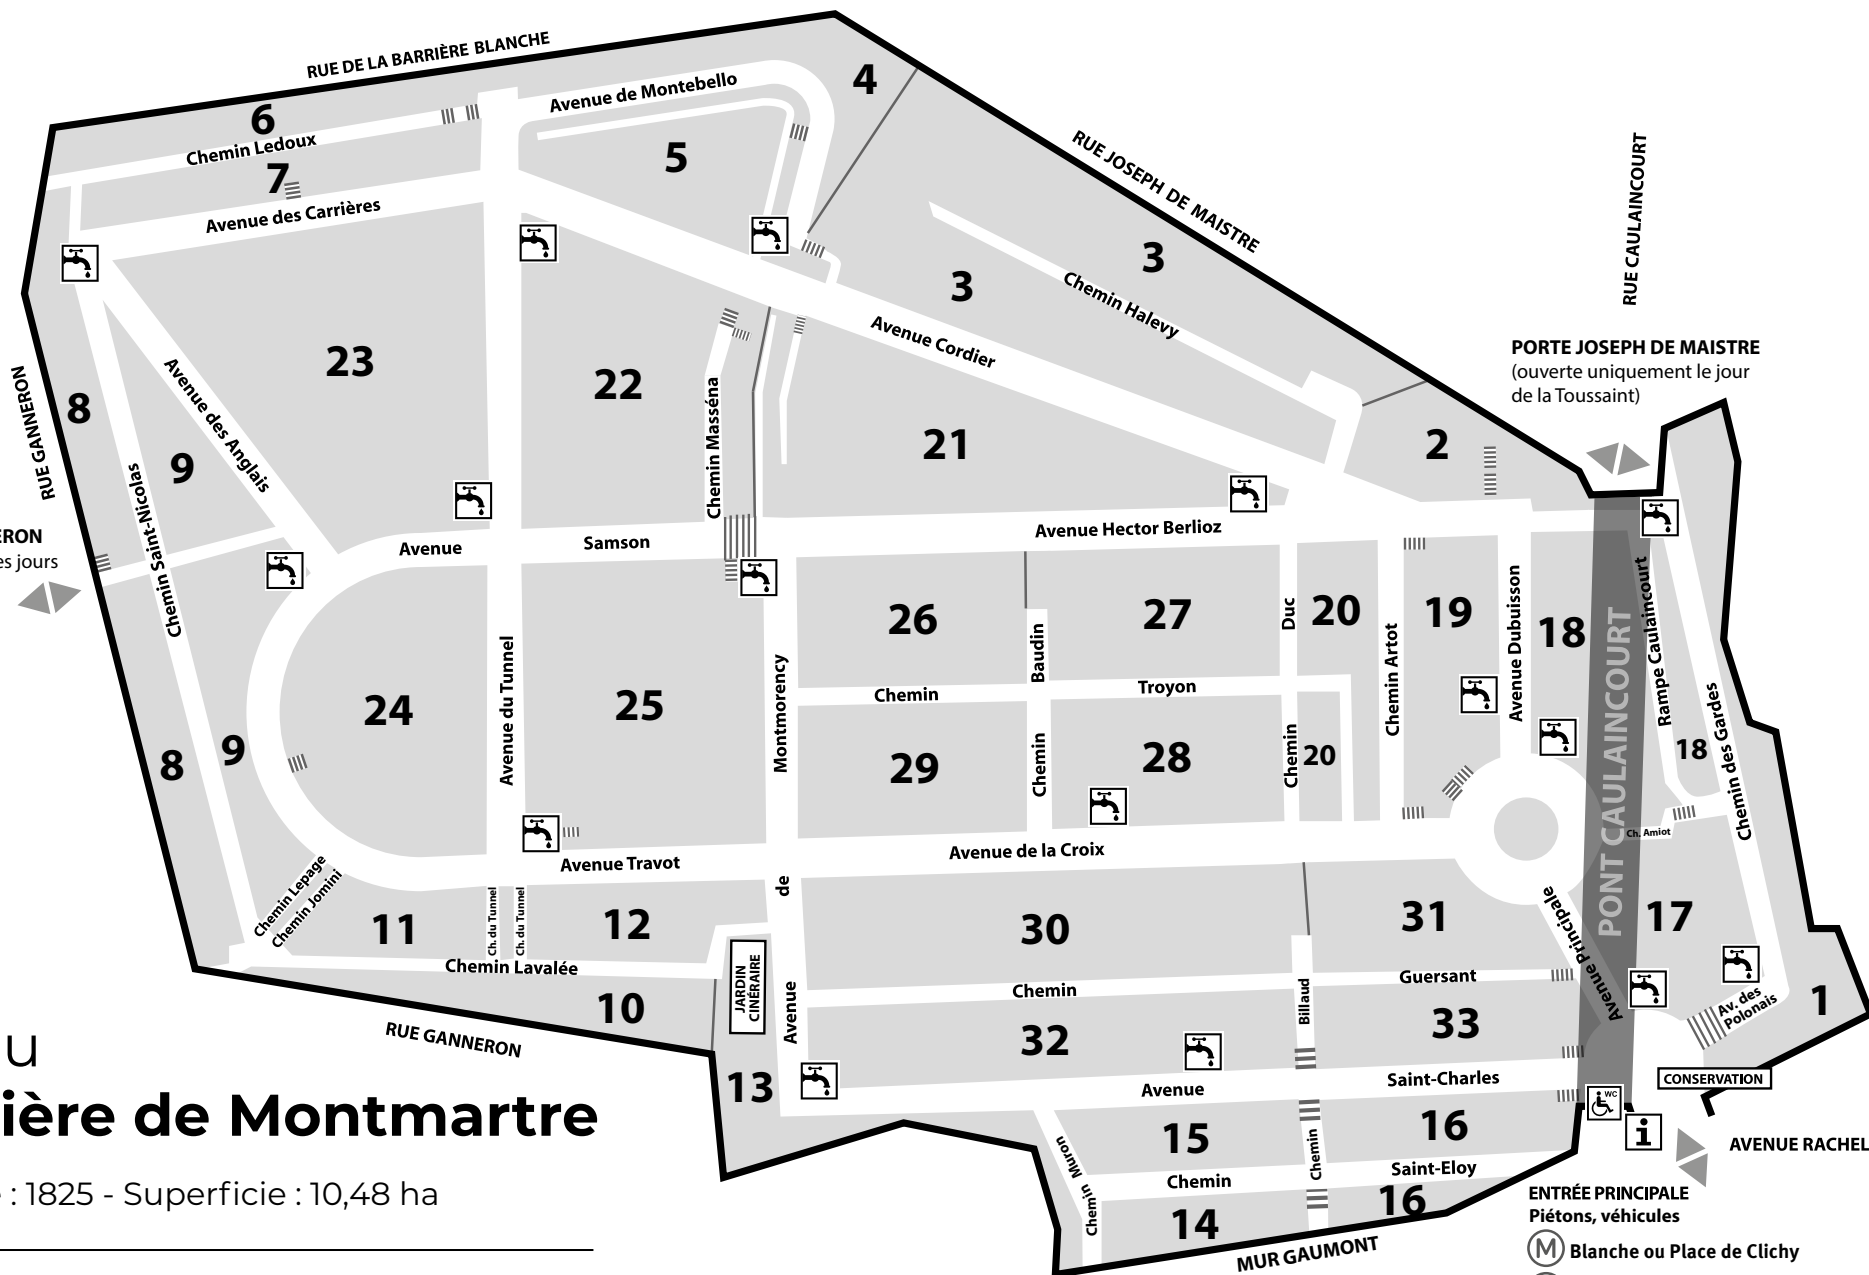 RUE DE LA BARRIÈRE BLANCHE
Avenue de Montebello
4
6
Chemin Ledoux
5
7
Avenue des Carrières
RUE JOSEPH DE MAISTRE
3
3
Chemin Halevy
RUE CAULAINCOURT
PORTE JOSEPH DE MAISTRE
(ouverte uniquement le jour
de la Toussaint)
Avenue Cordier
23
22
21
2
RUE GANNERON
8
9
Avenue des Anglais
Chemin Saint-Nicolas
Chemin Masséna
Avenue Samson
Avenue Hector Berlioz
26
27
Duc
20
Chemin Artot
19
Avenue Dubuisson
18
PONT CAULAINCOURT
Rampe Caulaincourt
18
Chemin des Gardes
24
Avenue du Tunnel
25
Montmorency
Chemin Troyon
Baudin
8
9
29
Chemin
28
Chemin
20
Ch. Amiot
Avenue Travot
Avenue de la Croix
de
Chemin Lepage
Chemin Jomini
11
Ch. du Tunnel
Ch. du Tunnel
12
30
31
Avenue Principale
17
Chemin Lavalée
10
JARDIN
CINÉRAIRE
Avenue
Chemin Guersant
Billaud
Av. des
Polonais
1
RUE GANNERON
32
33
13
Avenue Saint-Charles
CONSERVATION
WC
i
AVENUE RACHEL
15
16
Chemin Muron
Chemin
Chemin Saint-Eloy
14
16
MUR GAUMONT
ENTRÉE PRINCIPALE
Piétons, véhicules
M Blanche ou Place de Clichy
ERON
es jours
u
ière de Montmartre
: 1825 - Superficie : 10,48 ha